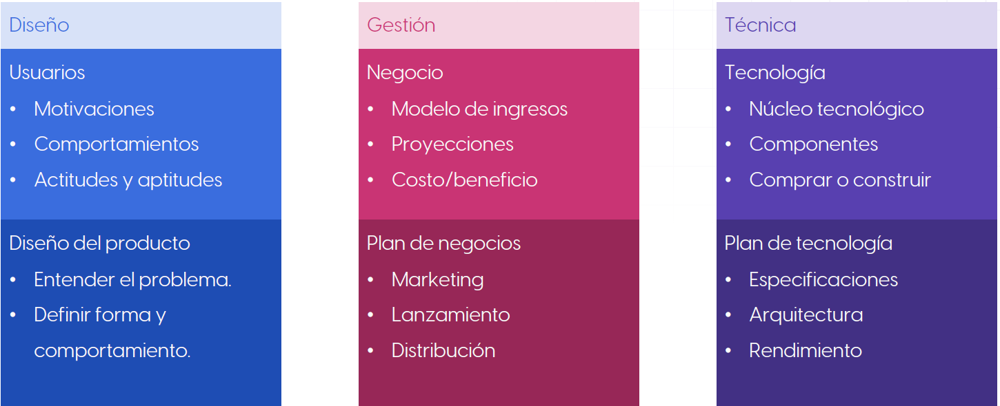 Diseño
Usuarios
• Motivaciones
• Comportamientos
• Actitudes y aptitudes
Diseño del producto
• Entender el problema.
• Definir forma y
comportamiento.
Gestión
Negocio
• Modelo de ingresos
• Proyecciones
• Costo/beneficio
Plan de negocios
• Marketing
• Lanzamiento
• Distribución
Técnica
Tecnología
• Núcleo tecnológico
• Componentes
• Comprar o construir
Plan de tecnología
• Especificaciones
• Arquitectura
• Rendimiento